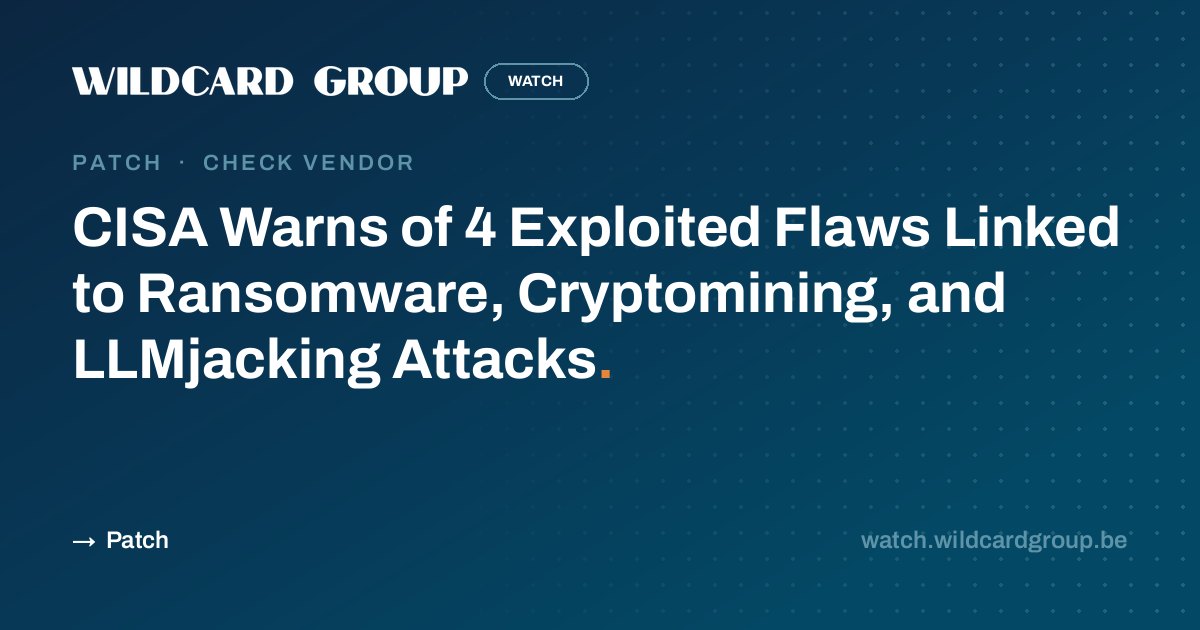 WILDCARD GROUP WATCH
PATCH · CHECK VENDOR
CISA Warns of 4 Exploited Flaws Linked
to Ransomware, Cryptomining, and
LLMjacking Attacks.
→ Patch
watch.wildcardgroup.be